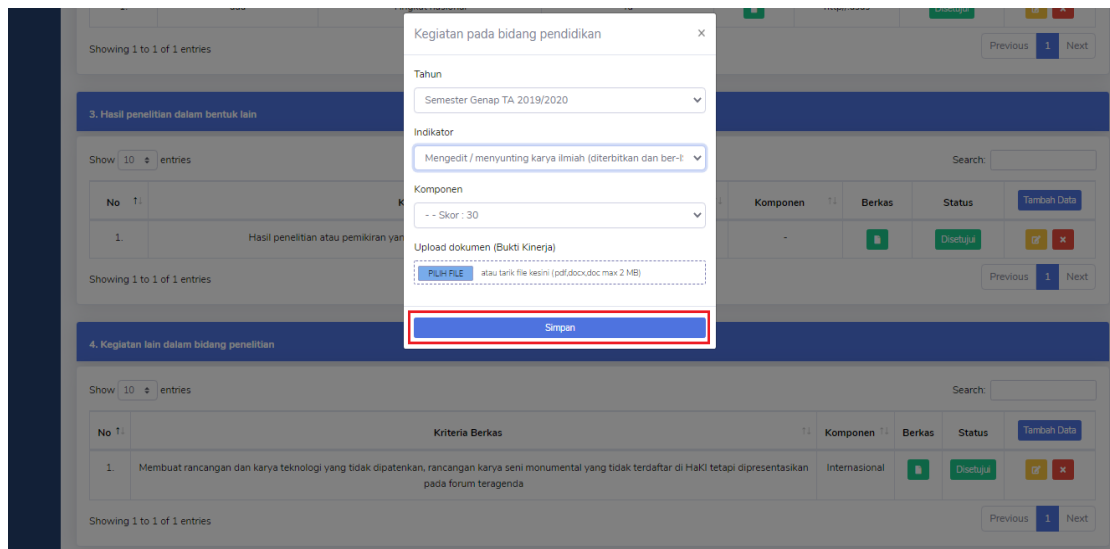 Showing 1 to 1 of 1 entries
Previous 1 Next
Kegiatan pada bidang pendidikan ×
Tahun
Semester Genap TA 2019/2020
3. Hasil penelitian dalam bentuk lain
Indikator
Mengedit / menyunting karya ilmiah (diterbitkan dan ber-I
Show 10 entries
Search:
Komponen
- - Skor : 30
No Komponen Berkas Status Tambah Data
1. Hasil penelitian atau pemikiran yan - Disetujui
Upload dokumen (Bukti Kinerja)
PILIH FILE atau tarik file kesini (pdf,docx,doc max 2 MB)
Showing 1 to 1 of 1 entries
Previous 1 Next
Simpan
4. Kegiatan lain dalam bidang penelitian
Show 10 entries
Search:
No Kriteria Berkas Komponen Berkas Status Tambah Data
1. Membuat rancangan dan karya teknologi yang tidak dipatenkan, rancangan karya seni monumental yang tidak terdaftar di HaKI tetapi dipresentasikan Internasional Disetujui
pada forum teragenda
Showing 1 to 1 of 1 entries
Previous 1 Next